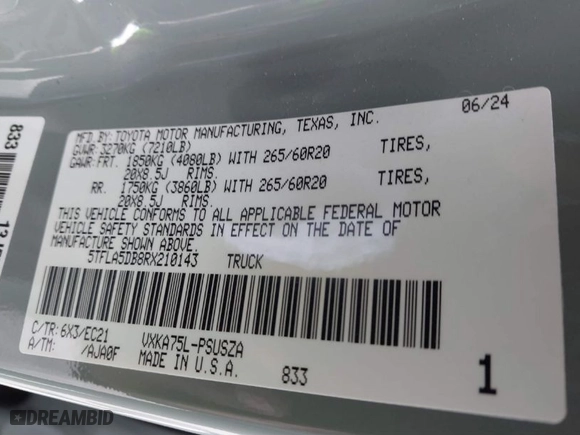 06/24
MFD.BY:TOYOTA MOTOR MANUFACTURING, TEXAS, INC.
GVWR:3270KG (7210LB)
GAWR:FRT. 1850KG (4080LB) WITH 265/60R20 TIRES,
20X8.5J RIMS.
RR. 1750KG (3860LB) WITH 265/60R20 TIRES,
20X8.5J RIMS.
THIS VEHICLE CONFORMS TO ALL APPLICABLE FEDERAL MOTOR
VEHICLE SAFETY STANDARDS IN EFFECT ON THE DATE OF
MANUFACTURE SHOWN ABOVE.
5TFLA5DB8RX210143 TRUCK
C/TR:6X3/EC21 VXKA75L-PSUSZA
A/TM: /AJA0F MADE IN U.S.A. 833
1
833
DREAMBID